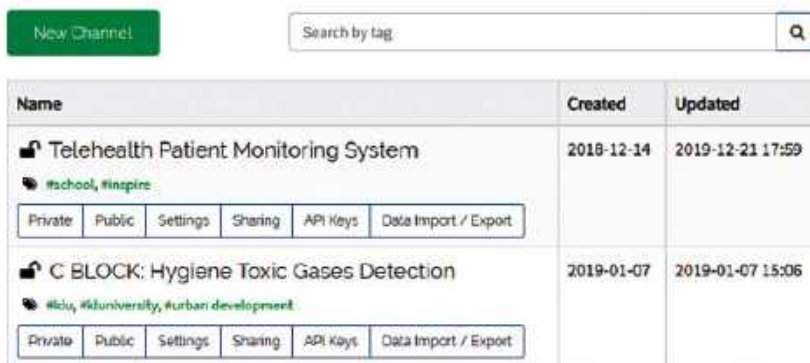 New Channel
Search by tag
Name Created Updated
Telehealth Patient Monitoring System 2018-12-14 2019-12-21 17:59
#school, #inspire
Private Public Settings Sharing API Keys Data Import / Export
C BLOCK: Hygiene Toxic Gases Detection 2019-01-07 2019-01-07 15:06
#kiu, #kiuniversity, #urban development
Private Public Settings Sharing API Keys Data Import / Export